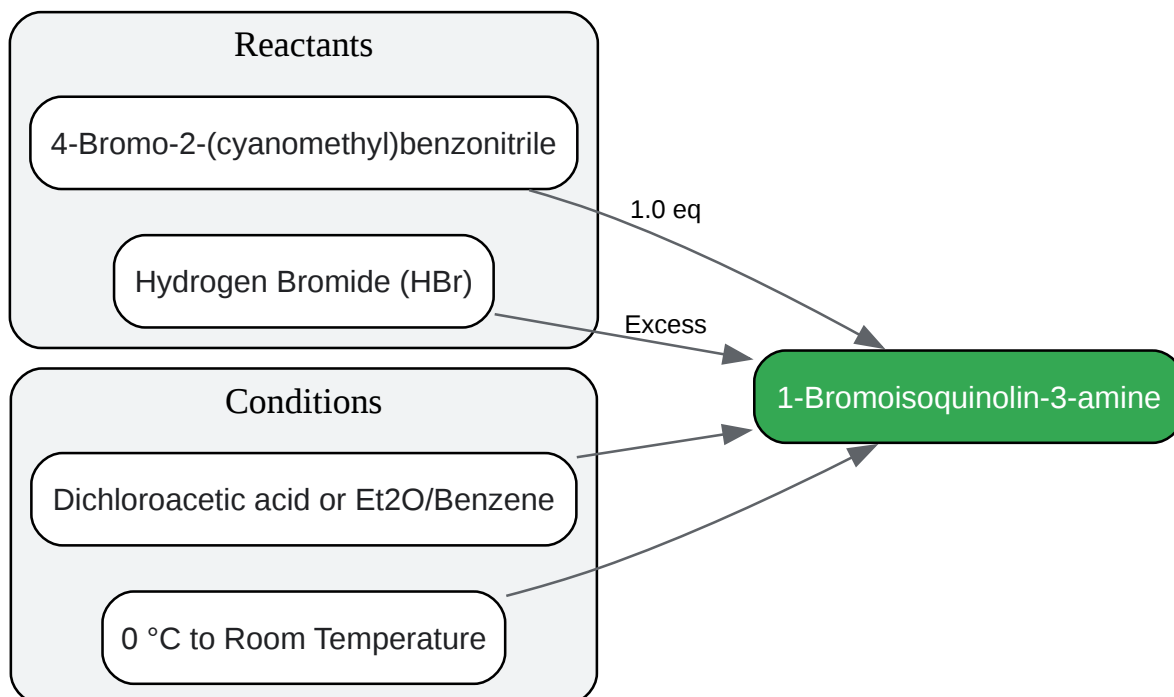 Reactants
4-Bromo-2-(cyanomethyl)benzonitrile
1.0 eq
Hydrogen Bromide (HBr)
Excess
1-Bromoisoquinolin-3-amine
Conditions
Dichloroacetic acid or Et2O/Benzene
0 °C to Room Temperature